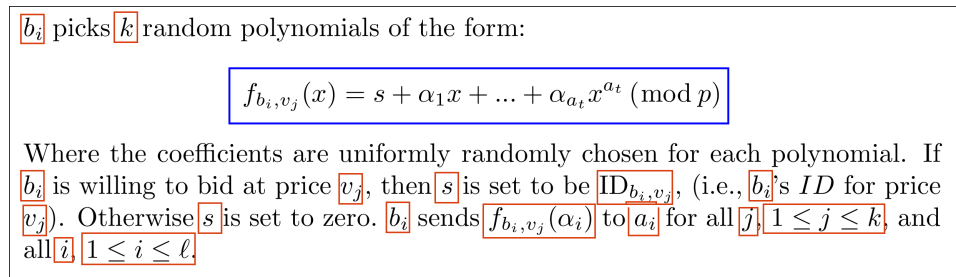 b_i picks k random polynomials of the form:
f_{b_i,v_j}(x) = s + α_1x + ... + α_{a_t}x^{a_t} (mod p)
Where the coefficients are uniformly randomly chosen for each polynomial. If
b_i is willing to bid at price v_j, then s is set to be ID_{b_i,v_j}, (i.e., b_i's ID for price
v_j). Otherwise s is set to zero. b_i sends f_{b_i,v_j}(α_i) to a_i for all j, 1 ≤ j ≤ k, and
all i, 1 ≤ i ≤ ℓ.